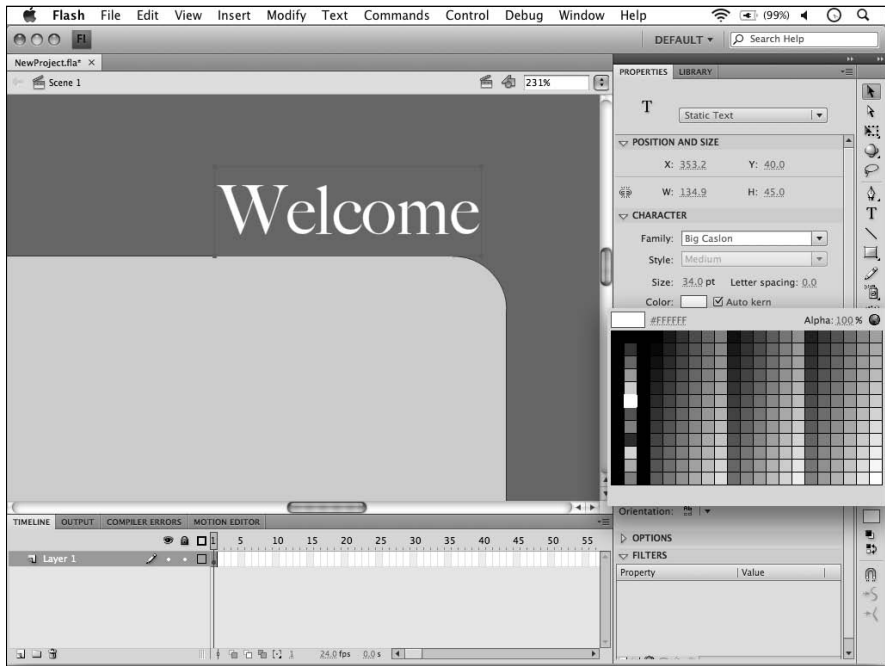 Flash File Edit View Insert Modify Text Commands Control Debug Window Help (99%)
Fl DEFAULT Search Help
NewProject.fla*
Scene 1 231%
PROPERTIES LIBRARY
T Static Text
POSITION AND SIZE
X: 353.2 Y: 40.0
W: 134.9 H: 45.0
CHARACTER
Family: Big Caslon
Style: Medium
Size: 34.0 pt Letter spacing: 0.0
Color: Auto kern
#FFFFFF Alpha: 100 %
Welcome
Orientation:
OPTIONS
FILTERS
Property Value
TIMELINE OUTPUT COMPILER ERRORS MOTION EDITOR
1 5 10 15 20 25 30 35 40 45 50 55
Layer 1
1 24.0 fps 0.0 s